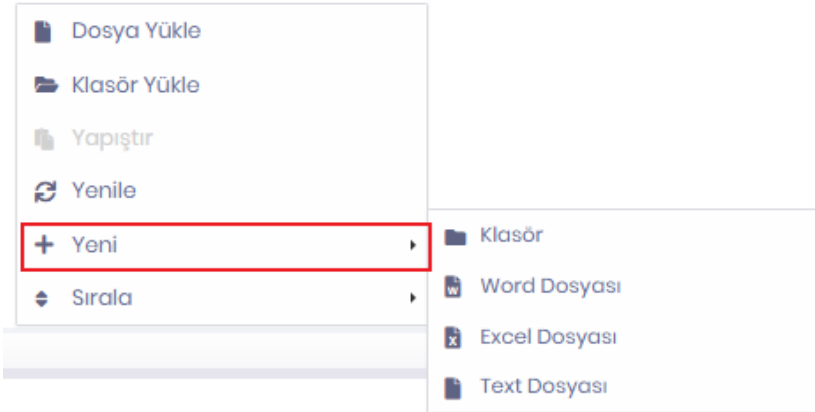 Dosya Yükle
Klasör Yükle
Yapıştır
Yenile
Yeni
Sırala
Klasör
Word Dosyası
Excel Dosyası
Text Dosyası